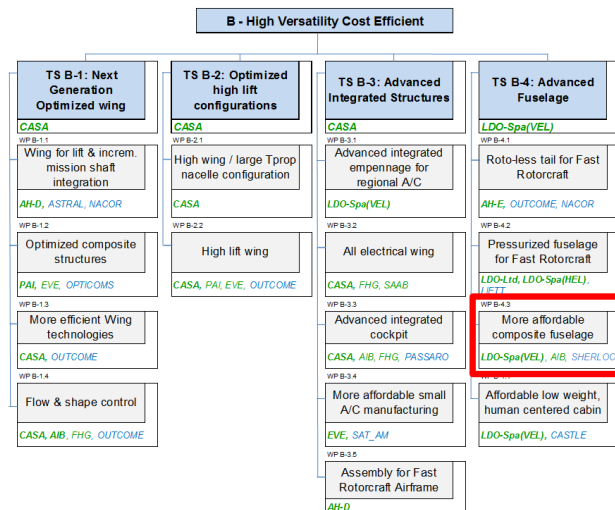 B - High Versatility Cost Efficient
TS B-1: Next
Generation
Optimized wing
CASA
WP B-1.1
Wing for lift & increm.
mission shaft
integration
AH-D, ASTRAL, NACOR
WP B-1.2
Optimized composite
structures
PAI, EVE, OPTICOMS
WP B-1.3
More efficient Wing
technologies
CASA, OUTCOME
WP B-1.4
Flow & shape control
CASA, AIB, FHG, OUTCOME
TS B-2: Optimized
high lift
configurations
CASA
WP B-2.1
High wing / large Tprop
nacelle configuration
CASA
WP B-2.2
High lift wing
CASA, PAI, EVE, OUTCOME
TS B-3: Advanced
Integrated Structures
CASA
WP B-3.1
Advanced integrated
empennage for
regional A/C
LDO-Spa(VEL)
WP B-3.2
All electrical wing
CASA, FHG, SAAB
WP B-3.3
Advanced integrated
cockpit
CASA, AIB, FHG, PASSARO
WP B-3.4
More affordable small
A/C manufacturing
EVE, SAT_AM
WP B-3.5
Assembly for Fast
Rotorcraft Airframe
AH-D
TS B-4: Advanced
Fuselage
LDO-Spa(VEL)
WP B-4.1
Roto-less tail for Fast
Rotorcraft
AH-E, OUTCOME, NACOR
WP B-4.2
Pressurized fuselage
for Fast Rotorcraft
LDO-Ltd, LDO-Spa(HEL),
WP B-4.3
More affordable
composite fuselage
LDO-Spa(VEL), AIB, SHERLOC
Affordable low weight,
human centered cabin
LDO-Spa(VEL), CASTLE